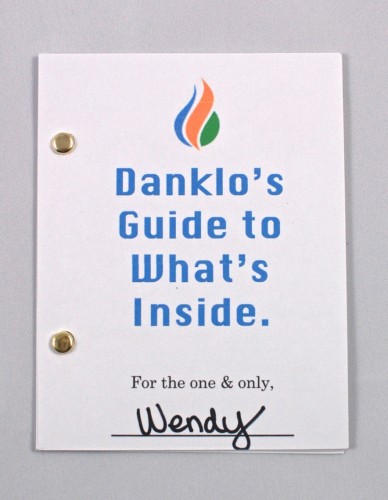 Danklo's
Guide to
What's
Inside.
For the one & only,
Wendy